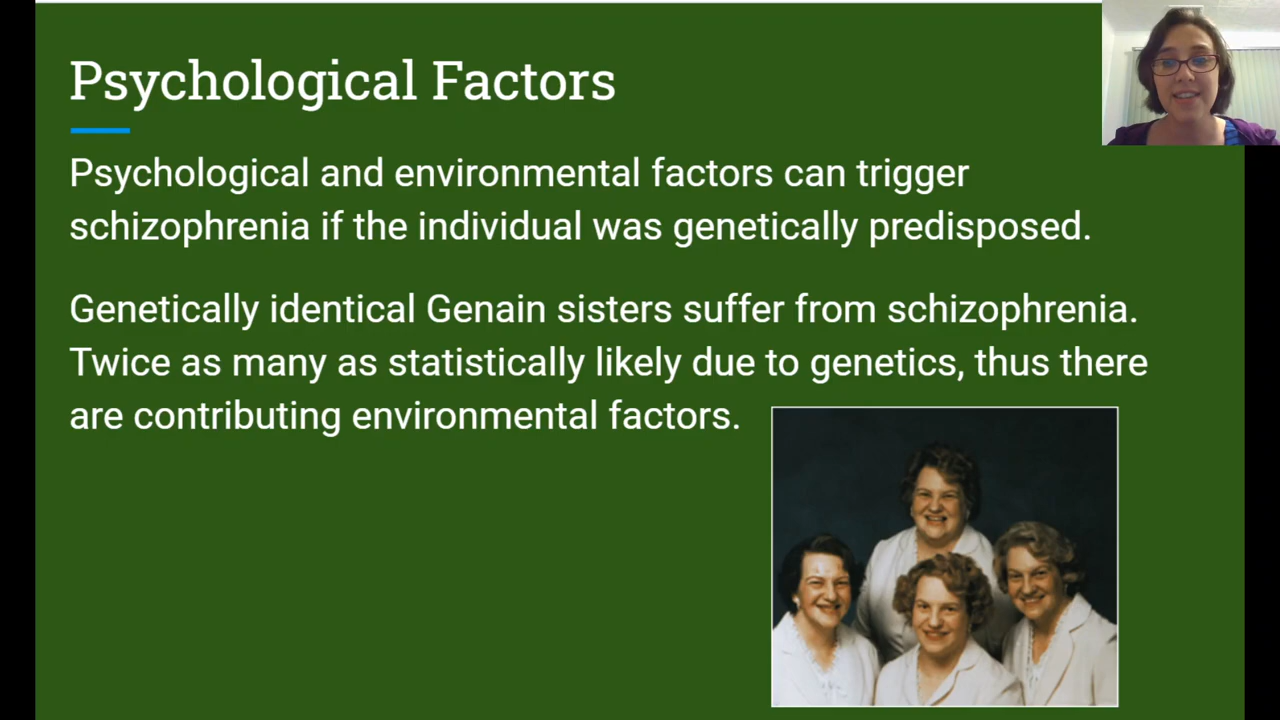 Psychological Factors
Psychological and environmental factors can trigger
schizophrenia if the individual was genetically predisposed.
Genetically identical Genain sisters suffer from schizophrenia.
Twice as many as statistically likely due to genetics, thus there
are contributing environmental factors.